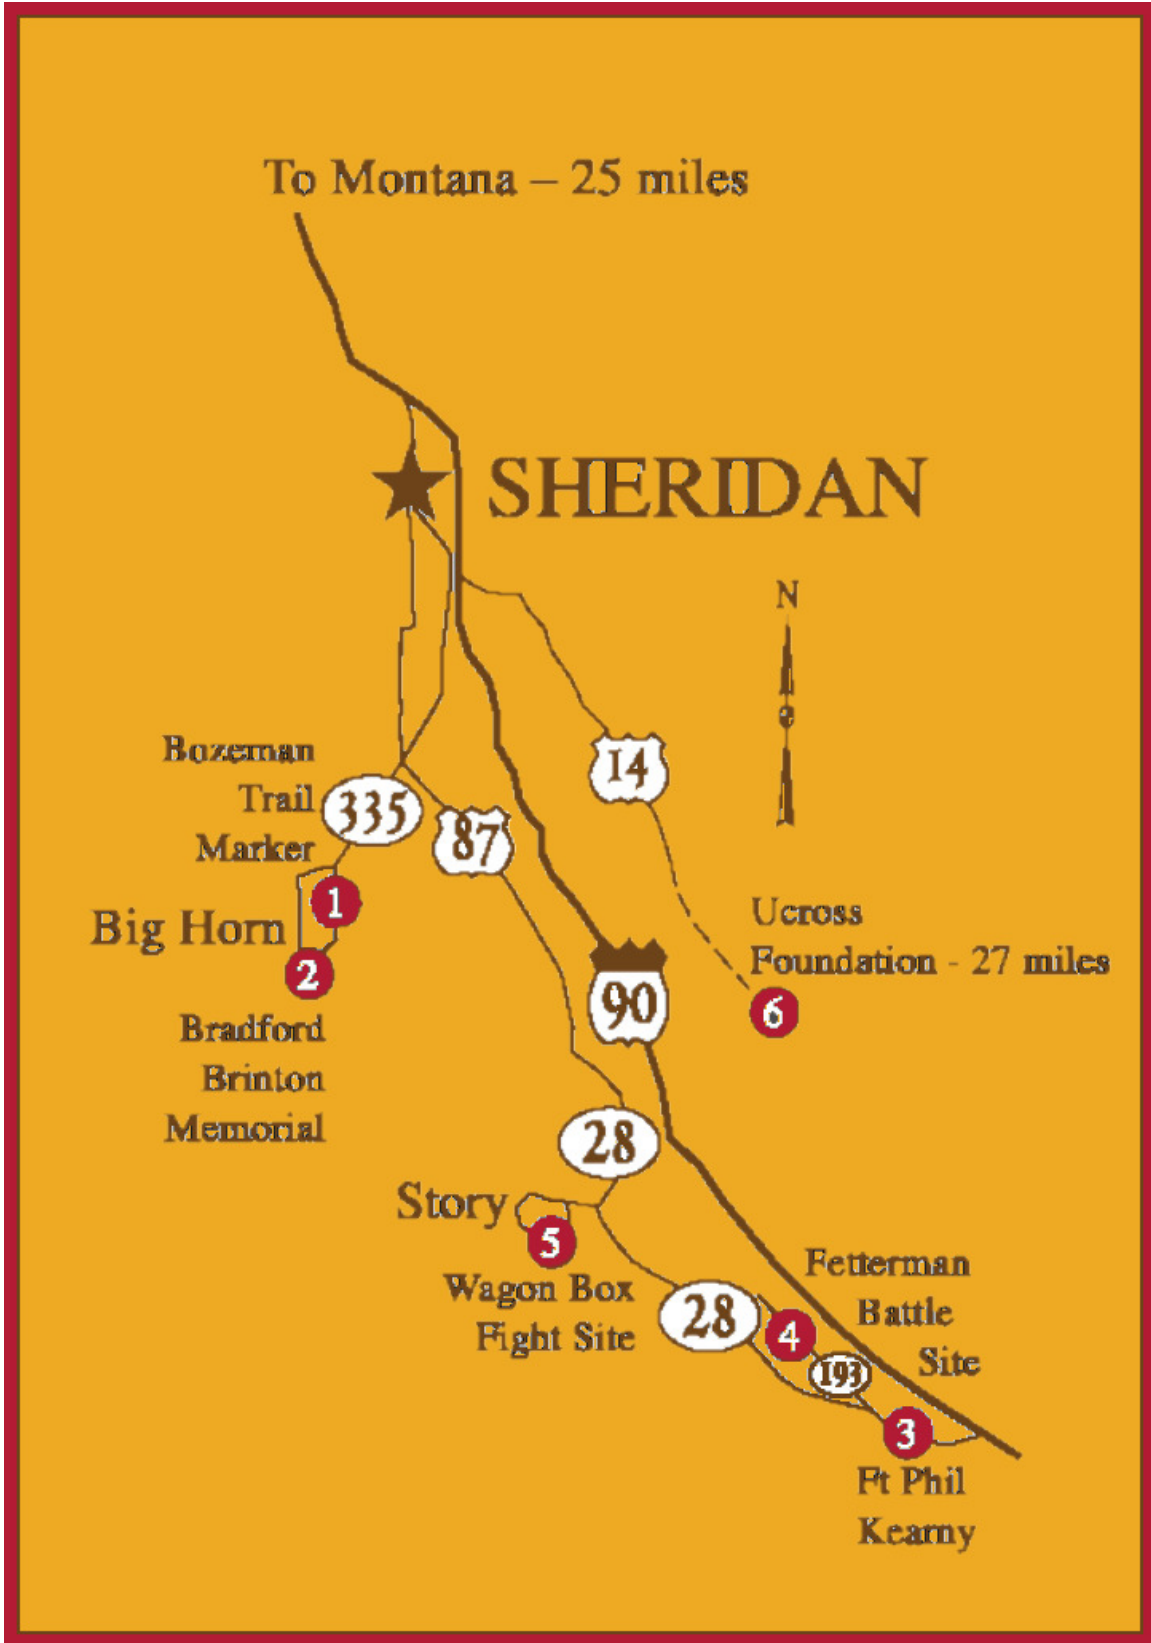 To Montana – 25 miles
SHERIDAN
N
14
Bozeman
Trail
Marker
335
87
1
Big Horn
2
Ucross
Foundation - 27 miles
6
90
Bradford
Brinton
Memorial
28
Story
5
Wagon Box
Fight Site
28
Fetterman
Battle
Site
4
193
3
Ft Phil
Kearny